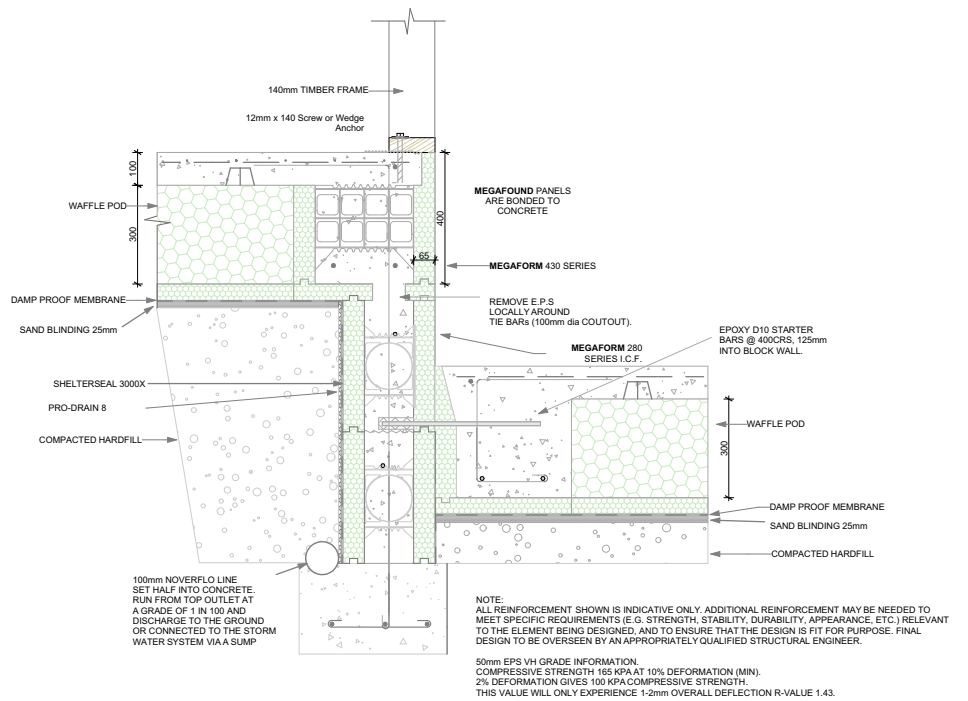 140mm TIMBER FRAME
12mm x 140 Screw or Wedge
Anchor
100
WAFFLE POD
300
400
65
MEGAFOUND PANELS
ARE BONDED TO
CONCRETE
MEGAFORM 430 SERIES
DAMP PROOF MEMBRANE
SAND BLINDING 25mm
REMOVE E.P.S
LOCALLY AROUND
TIE BARs (100mm dia COUTOUT).
EPOXY D10 STARTER
BARS @ 400CRS, 125mm
INTO BLOCK WALL.
MEGAFORM 280
SERIES I.C.F.
SHELTERSEAL 3000X
PRO-DRAIN 8
COMPACTED HARDFILL
WAFFLE POD
300
DAMP PROOF MEMBRANE
SAND BLINDING 25mm
COMPACTED HARDFILL
100mm NOVERFLO LINE
SET HALF INTO CONCRETE.
RUN FROM TOP OUTLET AT
A GRADE OF 1 IN 100 AND
DISCHARGE TO THE GROUND
OR CONNECTED TO THE STORM
WATER SYSTEM VIA A SUMP
NOTE:
ALL REINFORCEMENT SHOWN IS INDICATIVE ONLY. ADDITIONAL REINFORCEMENT MAY BE NEEDED TO
MEET SPECIFIC REQUIREMENTS (E.G. STRENGTH, STABILITY, DURABILITY, APPEARANCE, ETC.) RELEVANT
TO THE ELEMENT BEING DESIGNED, AND TO ENSURE THAT THE DESIGN IS FIT FOR PURPOSE. FINAL
DESIGN TO BE OVERSEEN BY AN APPROPRIATELY QUALIFIED STRUCTURAL ENGINEER.
50mm EPS VH GRADE INFORMATION.
COMPRESSIVE STRENGTH 165 KPA AT 10% DEFORMATION (MIN).
2% DEFORMATION GIVES 100 KPA COMPRESSIVE STRENGTH.
THIS VALUE WILL ONLY EXPERIENCE 1-2mm OVERALL DEFLECTION R-VALUE 1.43.